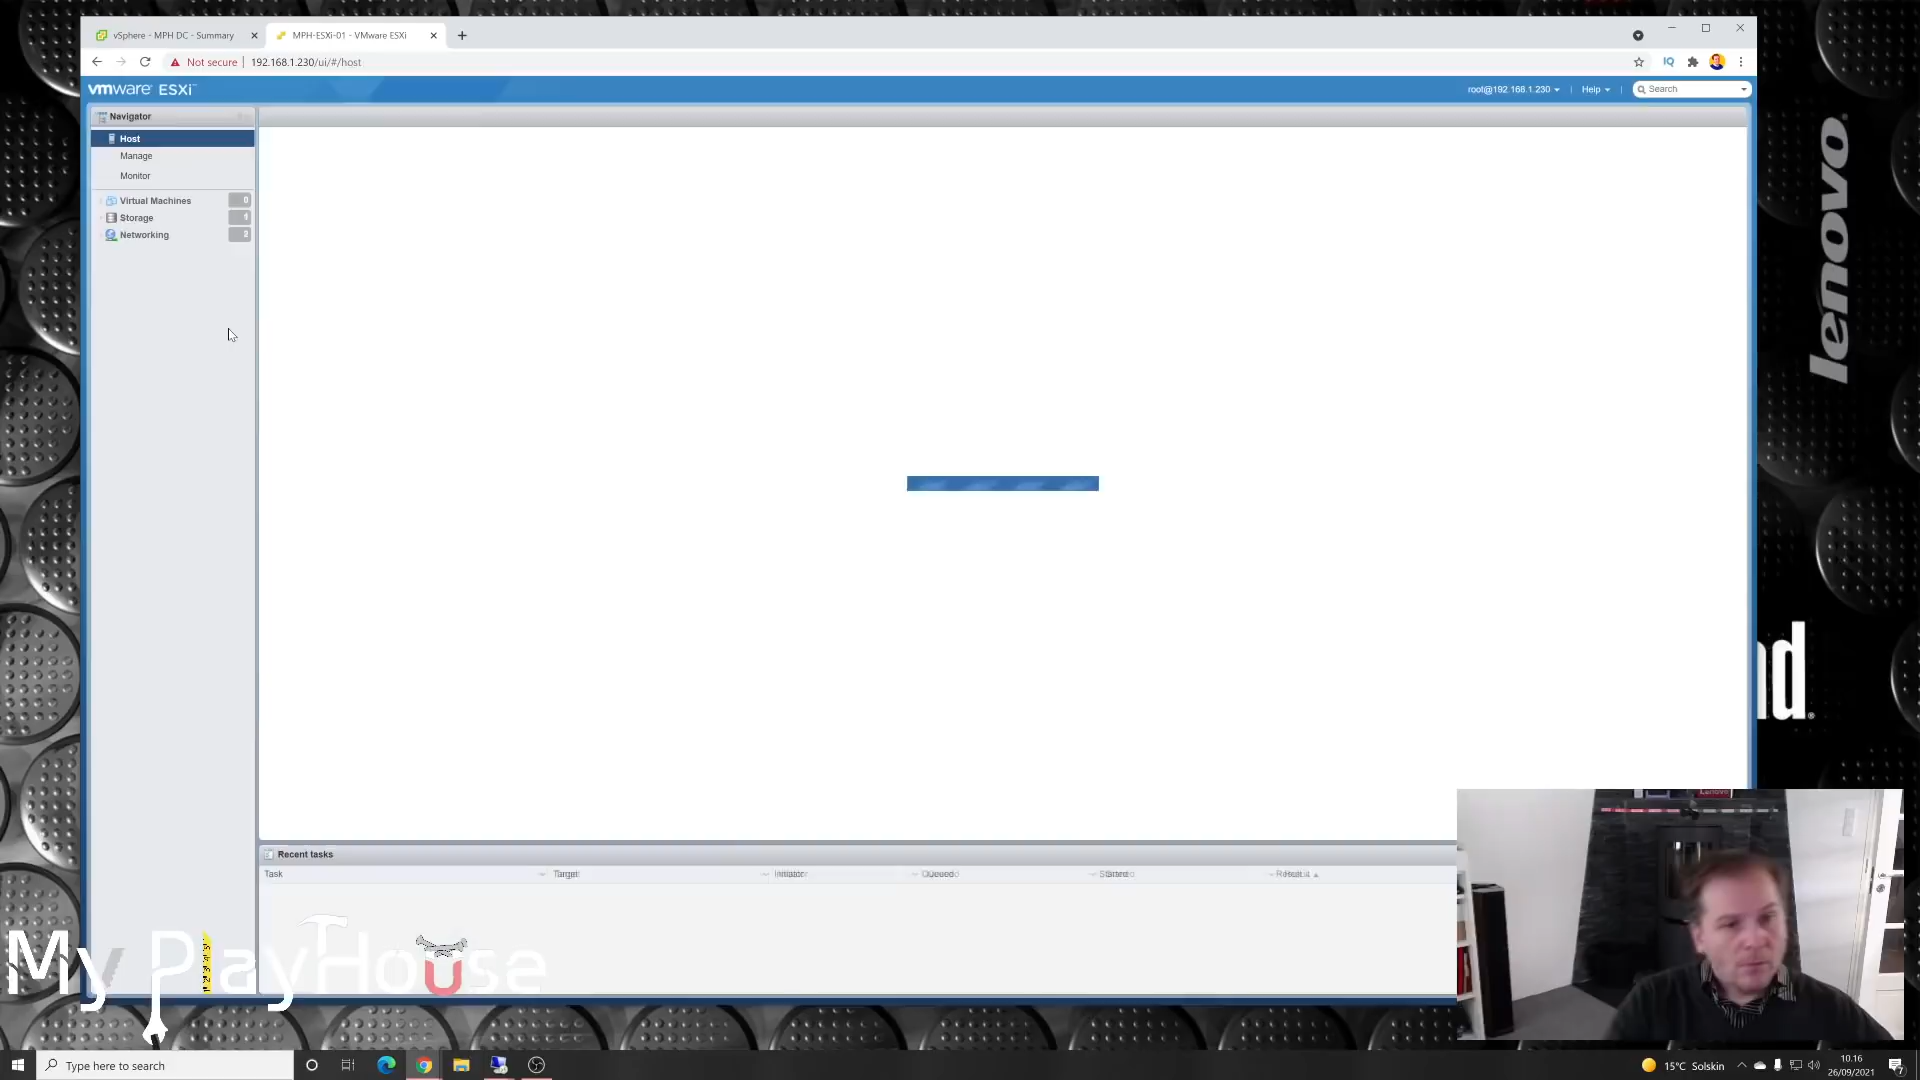 vSphere - MPH DC - Summary
MPH-ESXi-01 - VMware ESXi
Not secure
192.168.1.230/ui/#/host
vmware ESXi
root@192.168.1.230
Help
Search
Navigator
Host
Manage
Monitor
Virtual Machines 0
Storage 1
Networking 2
Recent tasks
Task
Target
Initiator
Queued
Started
Result
My PlayHouse
lenovo
Type here to search
15°C Solskin
10.16
26/09/2021